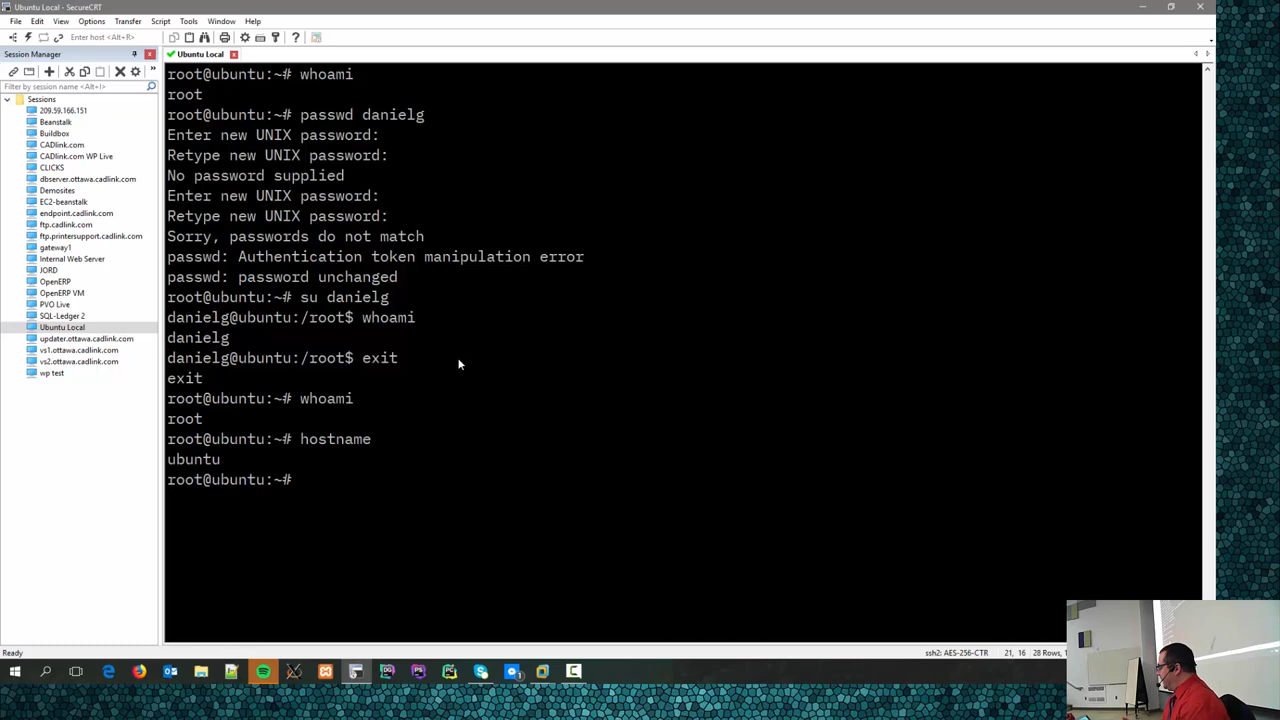 Ubuntu Local - SecureCRT
File Edit View Options Transfer Script Tools Window Help
Enter host <Alt+R>
Session Manager
Ubuntu Local
Filter by session name <Alt+I>
Sessions
209.59.166.151
Beanstalk
Buildbox
CADlink.com
CADlink.com WP Live
CLICKS
dbserver.ottawa.cadlink.com
Demosites
EC2-beanstalk
endpoint.cadlink.com
ftp.cadlink.com
ftp.printersupport.cadlink.com
gateway1
Internal Web Server
JORD
OpenERP
OpenERP VM
PVO Live
SQL-Ledger 2
Ubuntu Local
updater.ottawa.cadlink.com
vs1.ottawa.cadlink.com
vs2.ottawa.cadlink.com
wp test
root@ubuntu:~# whoami
root
root@ubuntu:~# passwd danielg
Enter new UNIX password:
Retype new UNIX password:
No password supplied
Enter new UNIX password:
Retype new UNIX password:
Sorry, passwords do not match
passwd: Authentication token manipulation error
passwd: password unchanged
root@ubuntu:~# su danielg
danielg@ubuntu:/root$ whoami
danielg
danielg@ubuntu:/root$ exit
exit
root@ubuntu:~# whoami
root
root@ubuntu:~# hostname
ubuntu
root@ubuntu:~#
Ready
ssh2: AES-256-CTR 21, 16 28 Rows,